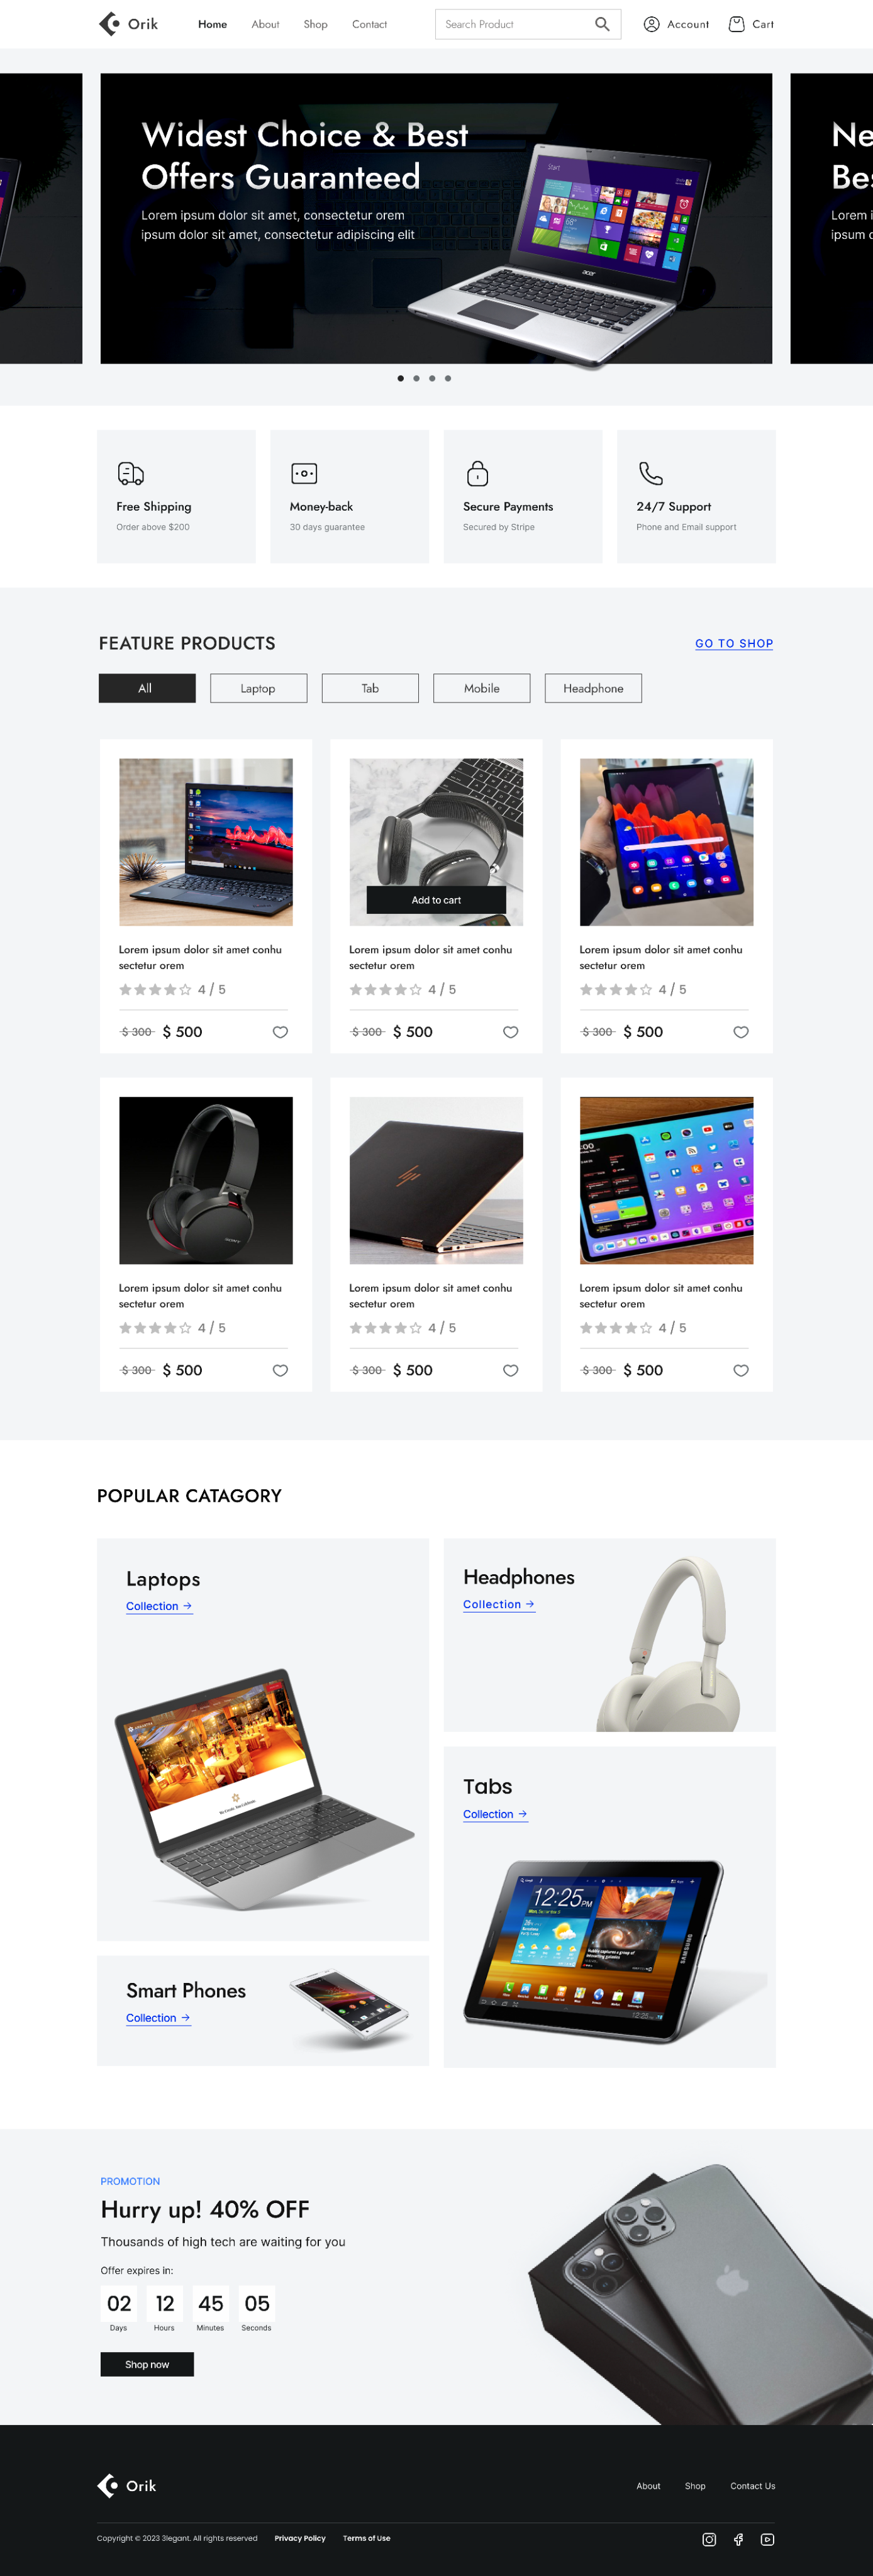 Orik
Home
About
Shop
Contact
Search Product
Account
Cart
Widest Choice & Best
Offers Guaranteed
Lorem ipsum dolor sit amet, consectetur orem
ipsum dolor sit amet, consectetur adipiscing elit
Start
acer
Ne
Bes
Lorem i
ipsum d
Free Shipping
Order above $200
Money-back
30 days guarantee
Secure Payments
Secured by Stripe
24/7 Support
Phone and Email support
FEATURE PRODUCTS
GO TO SHOP
All
Laptop
Tab
Mobile
Headphone
Add to cart
Lorem ipsum dolor sit amet conhu
sectetur orem
4 / 5
$ 300 $ 500
Lorem ipsum dolor sit amet conhu
sectetur orem
4 / 5
$ 300 $ 500
Lorem ipsum dolor sit amet conhu
sectetur orem
4 / 5
$ 300 $ 500
SONY
Lorem ipsum dolor sit amet conhu
sectetur orem
4 / 5
$ 300 $ 500
Lorem ipsum dolor sit amet conhu
sectetur orem
4 / 5
$ 300 $ 500
Lorem ipsum dolor sit amet conhu
sectetur orem
4 / 5
$ 300 $ 500
POPULAR CATAGORY
Laptops
Collection →
Headphones
Collection →
Tabs
Collection →
12:25PM
SAMSUNG
Smart Phones
Collection →
PROMOTION
Hurry up! 40% OFF
Thousands of high tech are waiting for you
Offer expires in:
02 12 45 05
Days Hours Minutes Seconds
Shop now
Orik
About
Shop
Contact Us
Copyright © 2023 3legant. All rights reserved
Privacy Policy
Terms of Use